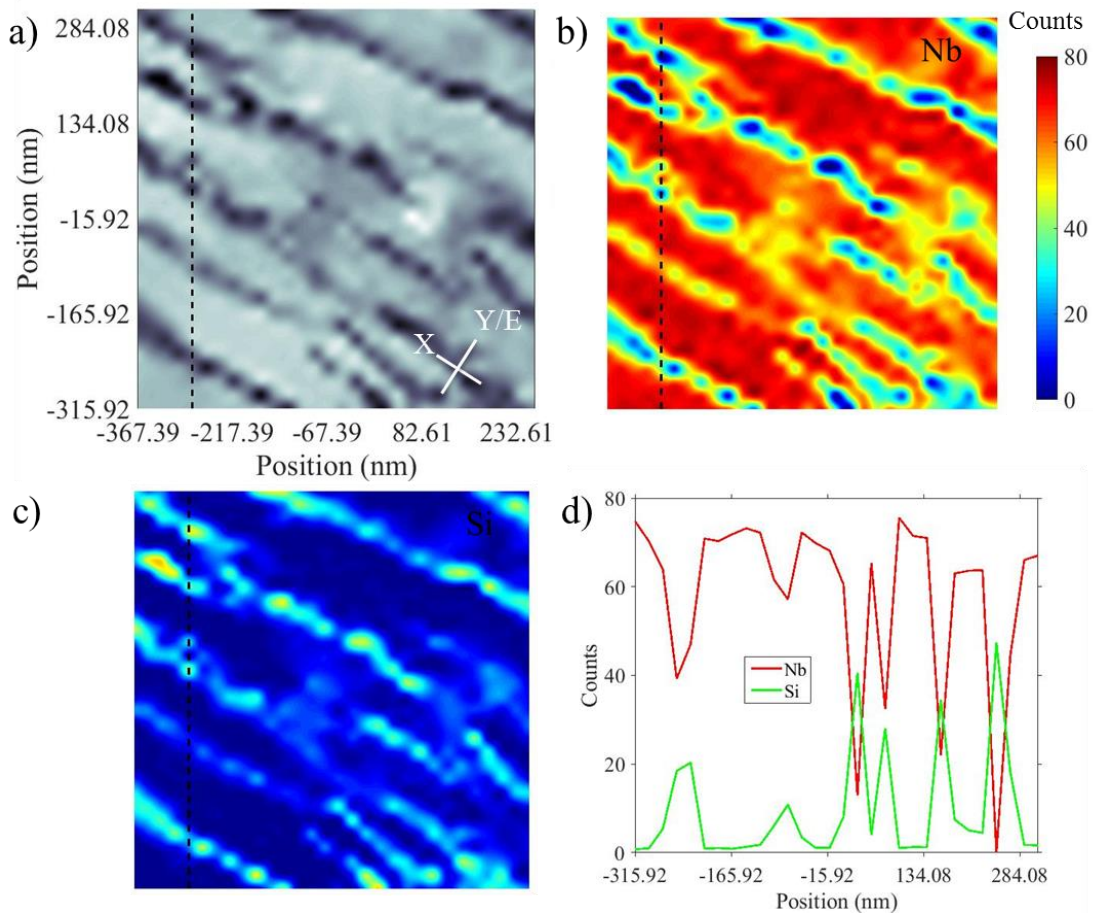 a)
284.08
134.08
-15.92
-165.92
-315.92
Position (nm)
X
Y/E
-367.39 -217.39 -67.39 82.61 232.61
Position (nm)
b)
Nb
Counts
80
60
40
20
0
c)
Si
d)
80
60
40
20
0
Counts
Nb
Si
-315.92 -165.92 -15.92 134.08 284.08
Position (nm)